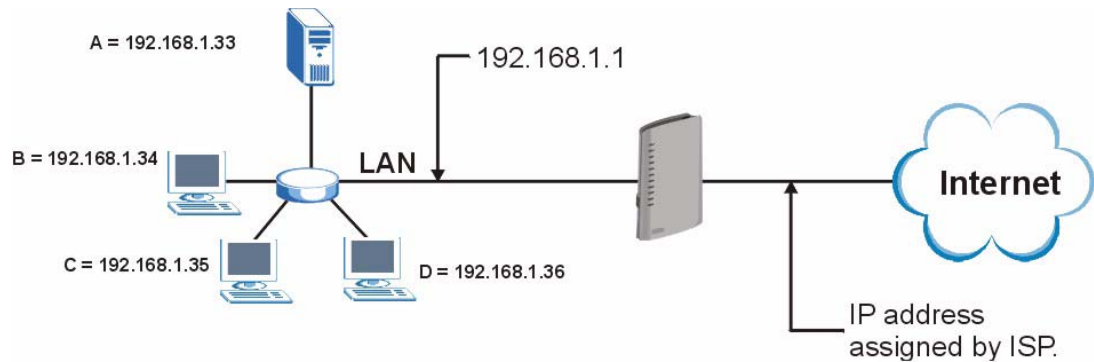 A = 192.168.1.33
192.168.1.1
B = 192.168.1.34
LAN
Internet
C = 192.168.1.35
D = 192.168.1.36
IP address
assigned by ISP.